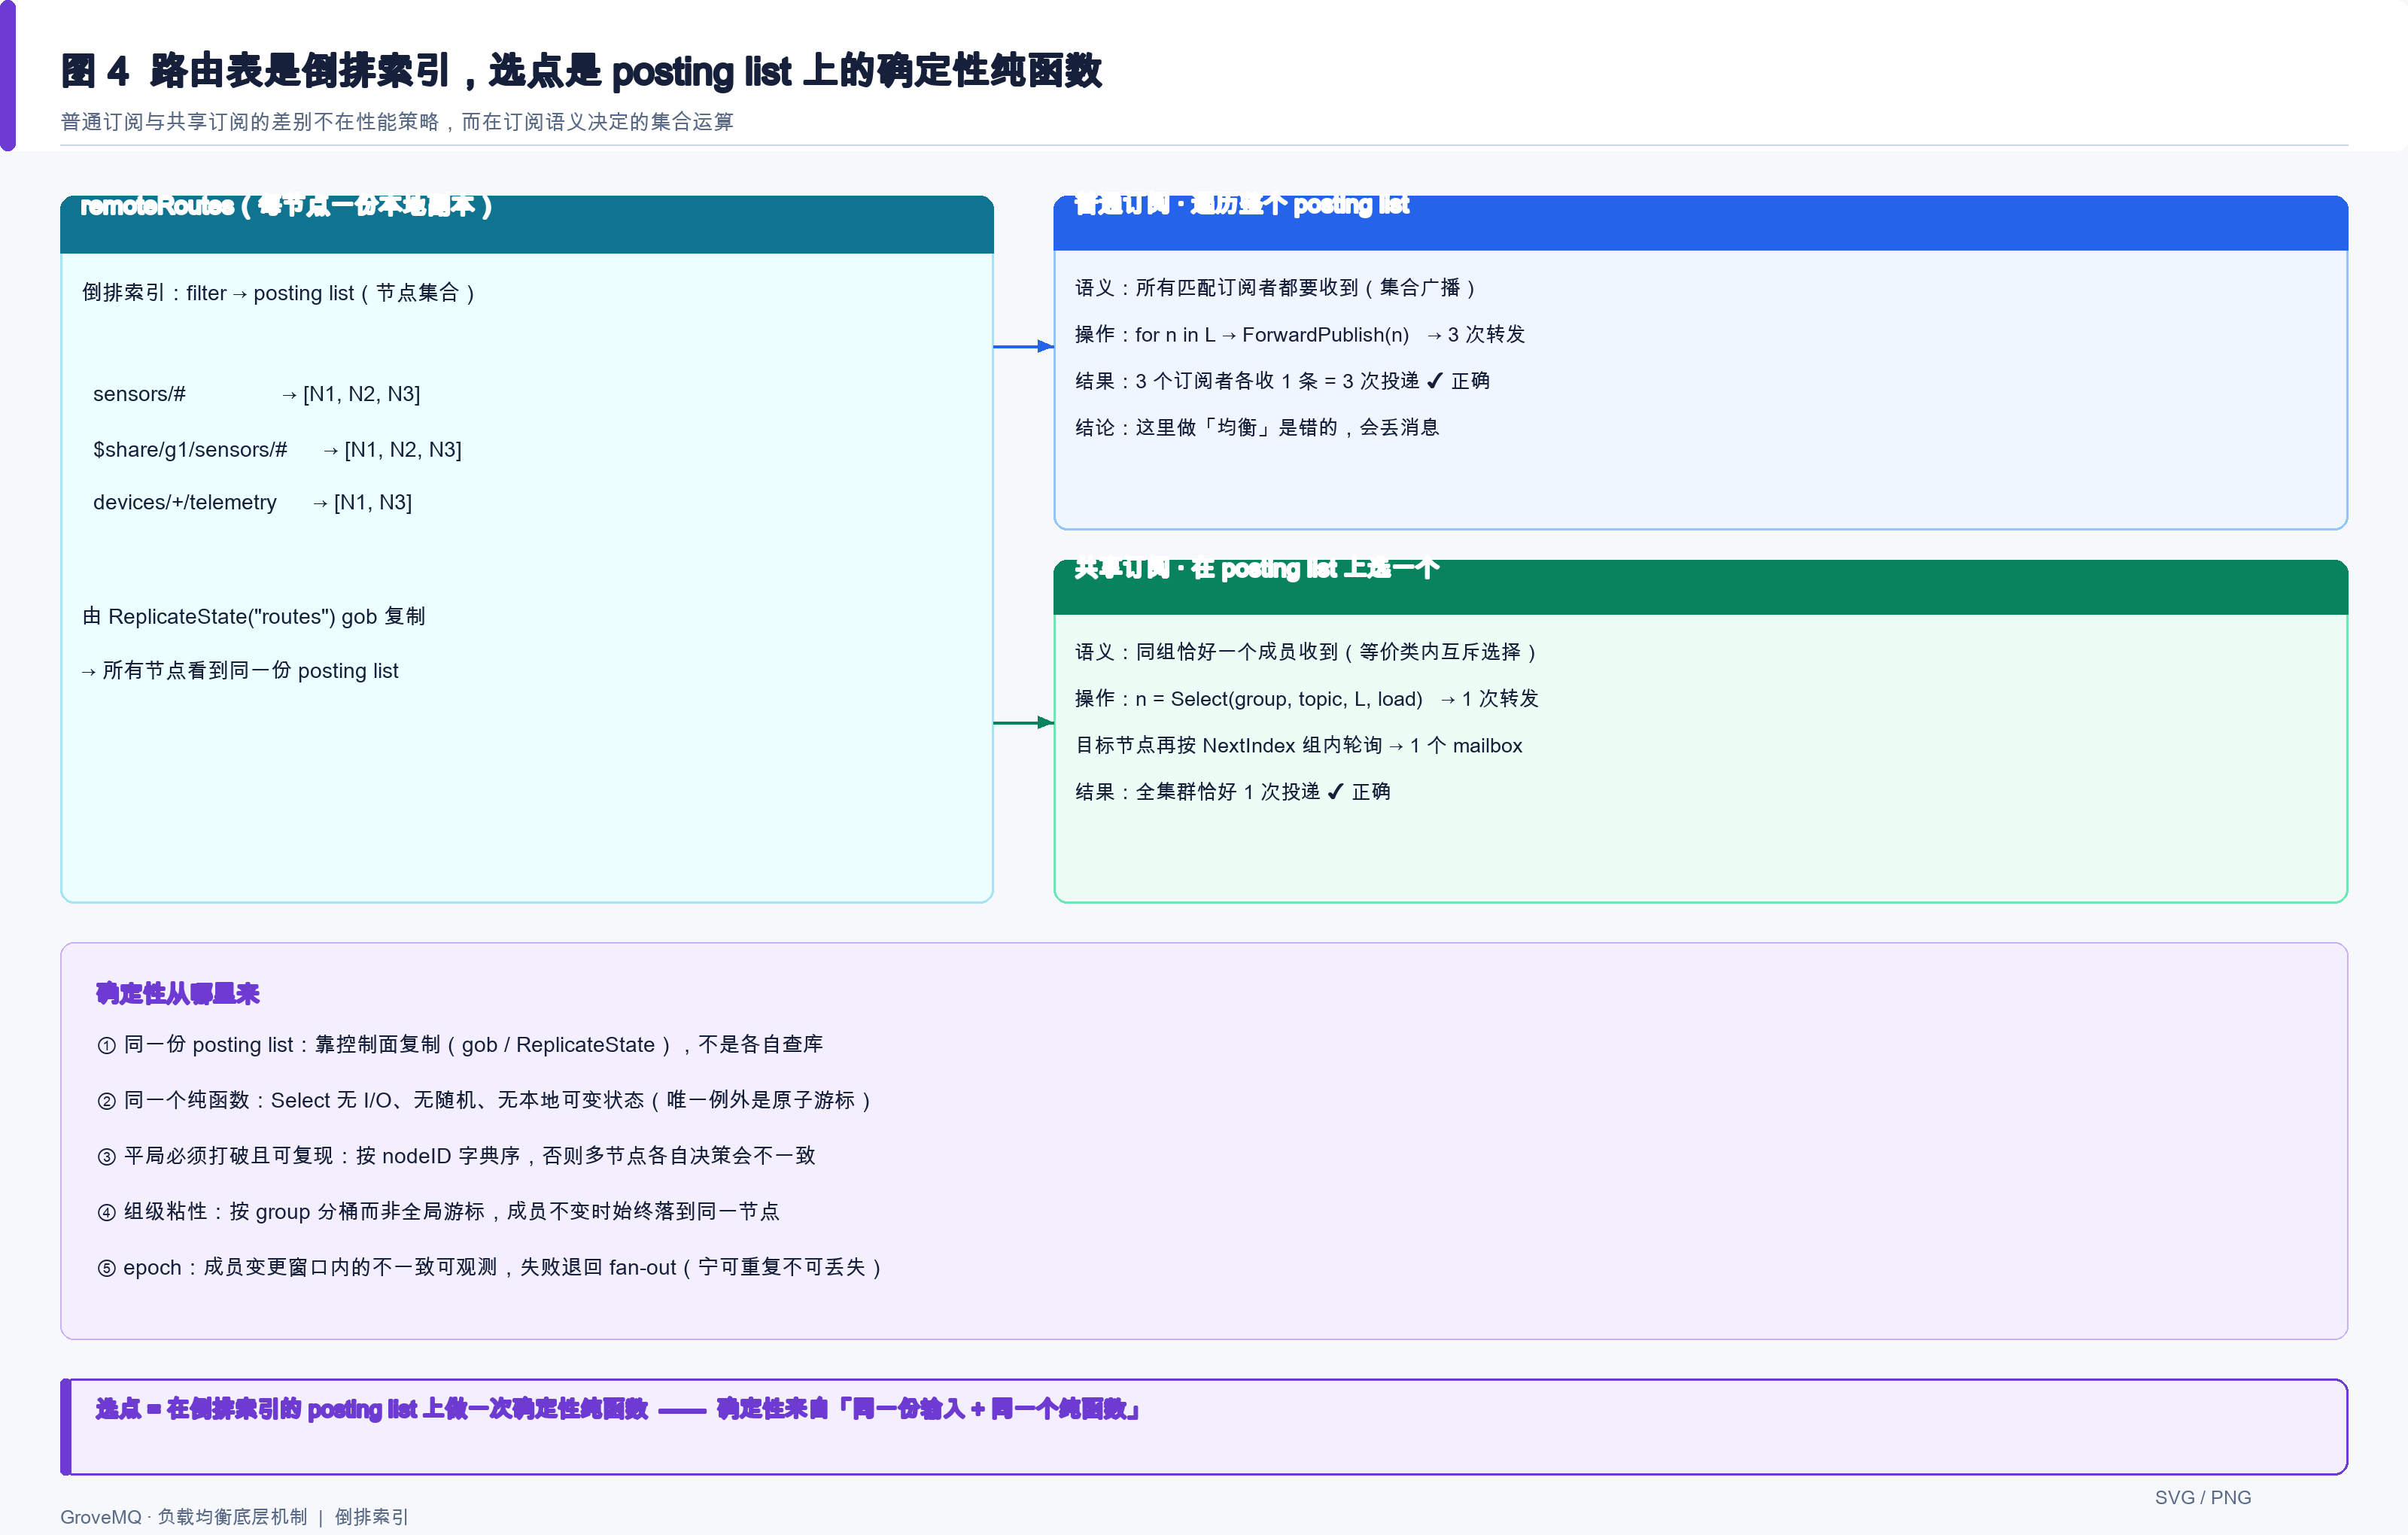 图 4 路由表是倒排索引，选点是 posting list 上的确定性纯函数
普通订阅与共享订阅的差别不在性能策略，而在订阅语义决定的集合运算
remoteRoutes（每节点一份本地副本）
倒排索引：filter → posting list（节点集合）
sensors/# → [N1, N2, N3]
$share/g1/sensors/# → [N1, N2, N3]
devices/+/telemetry → [N1, N3]
由 ReplicateState("routes") gob 复制
→ 所有节点看到同一份 posting list
普通订阅 · 遍历整个 posting list
语义：所有匹配订阅者都要收到（集合广播）
操作：for n in L → ForwardPublish(n) → 3 次转发
结果：3 个订阅者各收 1 条 = 3 次投递 ✔ 正确
结论：这里做「均衡」是错的，会丢消息
共享订阅 · 在 posting list 上选一个
语义：同组恰好一个成员收到（等价类内互斥选择）
操作：n = Select(group, topic, L, load) → 1 次转发
目标节点再按 NextIndex 组内轮询 → 1 个 mailbox
结果：全集群恰好 1 次投递 ✔ 正确
确定性从哪里来
① 同一份 posting list：靠控制面复制（gob / ReplicateState），不是各自查库
② 同一个纯函数：Select 无 I/O、无随机、无本地可变状态（唯一例外是原子游标）
③ 平局必须打破且可复现：按 nodeID 字典序，否则多节点各自决策会不一致
④ 组级粘性：按 group 分桶而非全局游标，成员不变时始终落到同一节点
⑤ epoch：成员变更窗口内的不一致可观测，失败退回 fan-out（宁可重复不可丢失）
选点 = 在倒排索引的 posting list 上做一次确定性纯函数 —— 确定性来自「同一份输入 + 同一个纯函数」
SVG / PNG
GroveMQ · 负载均衡底层机制 | 倒排索引